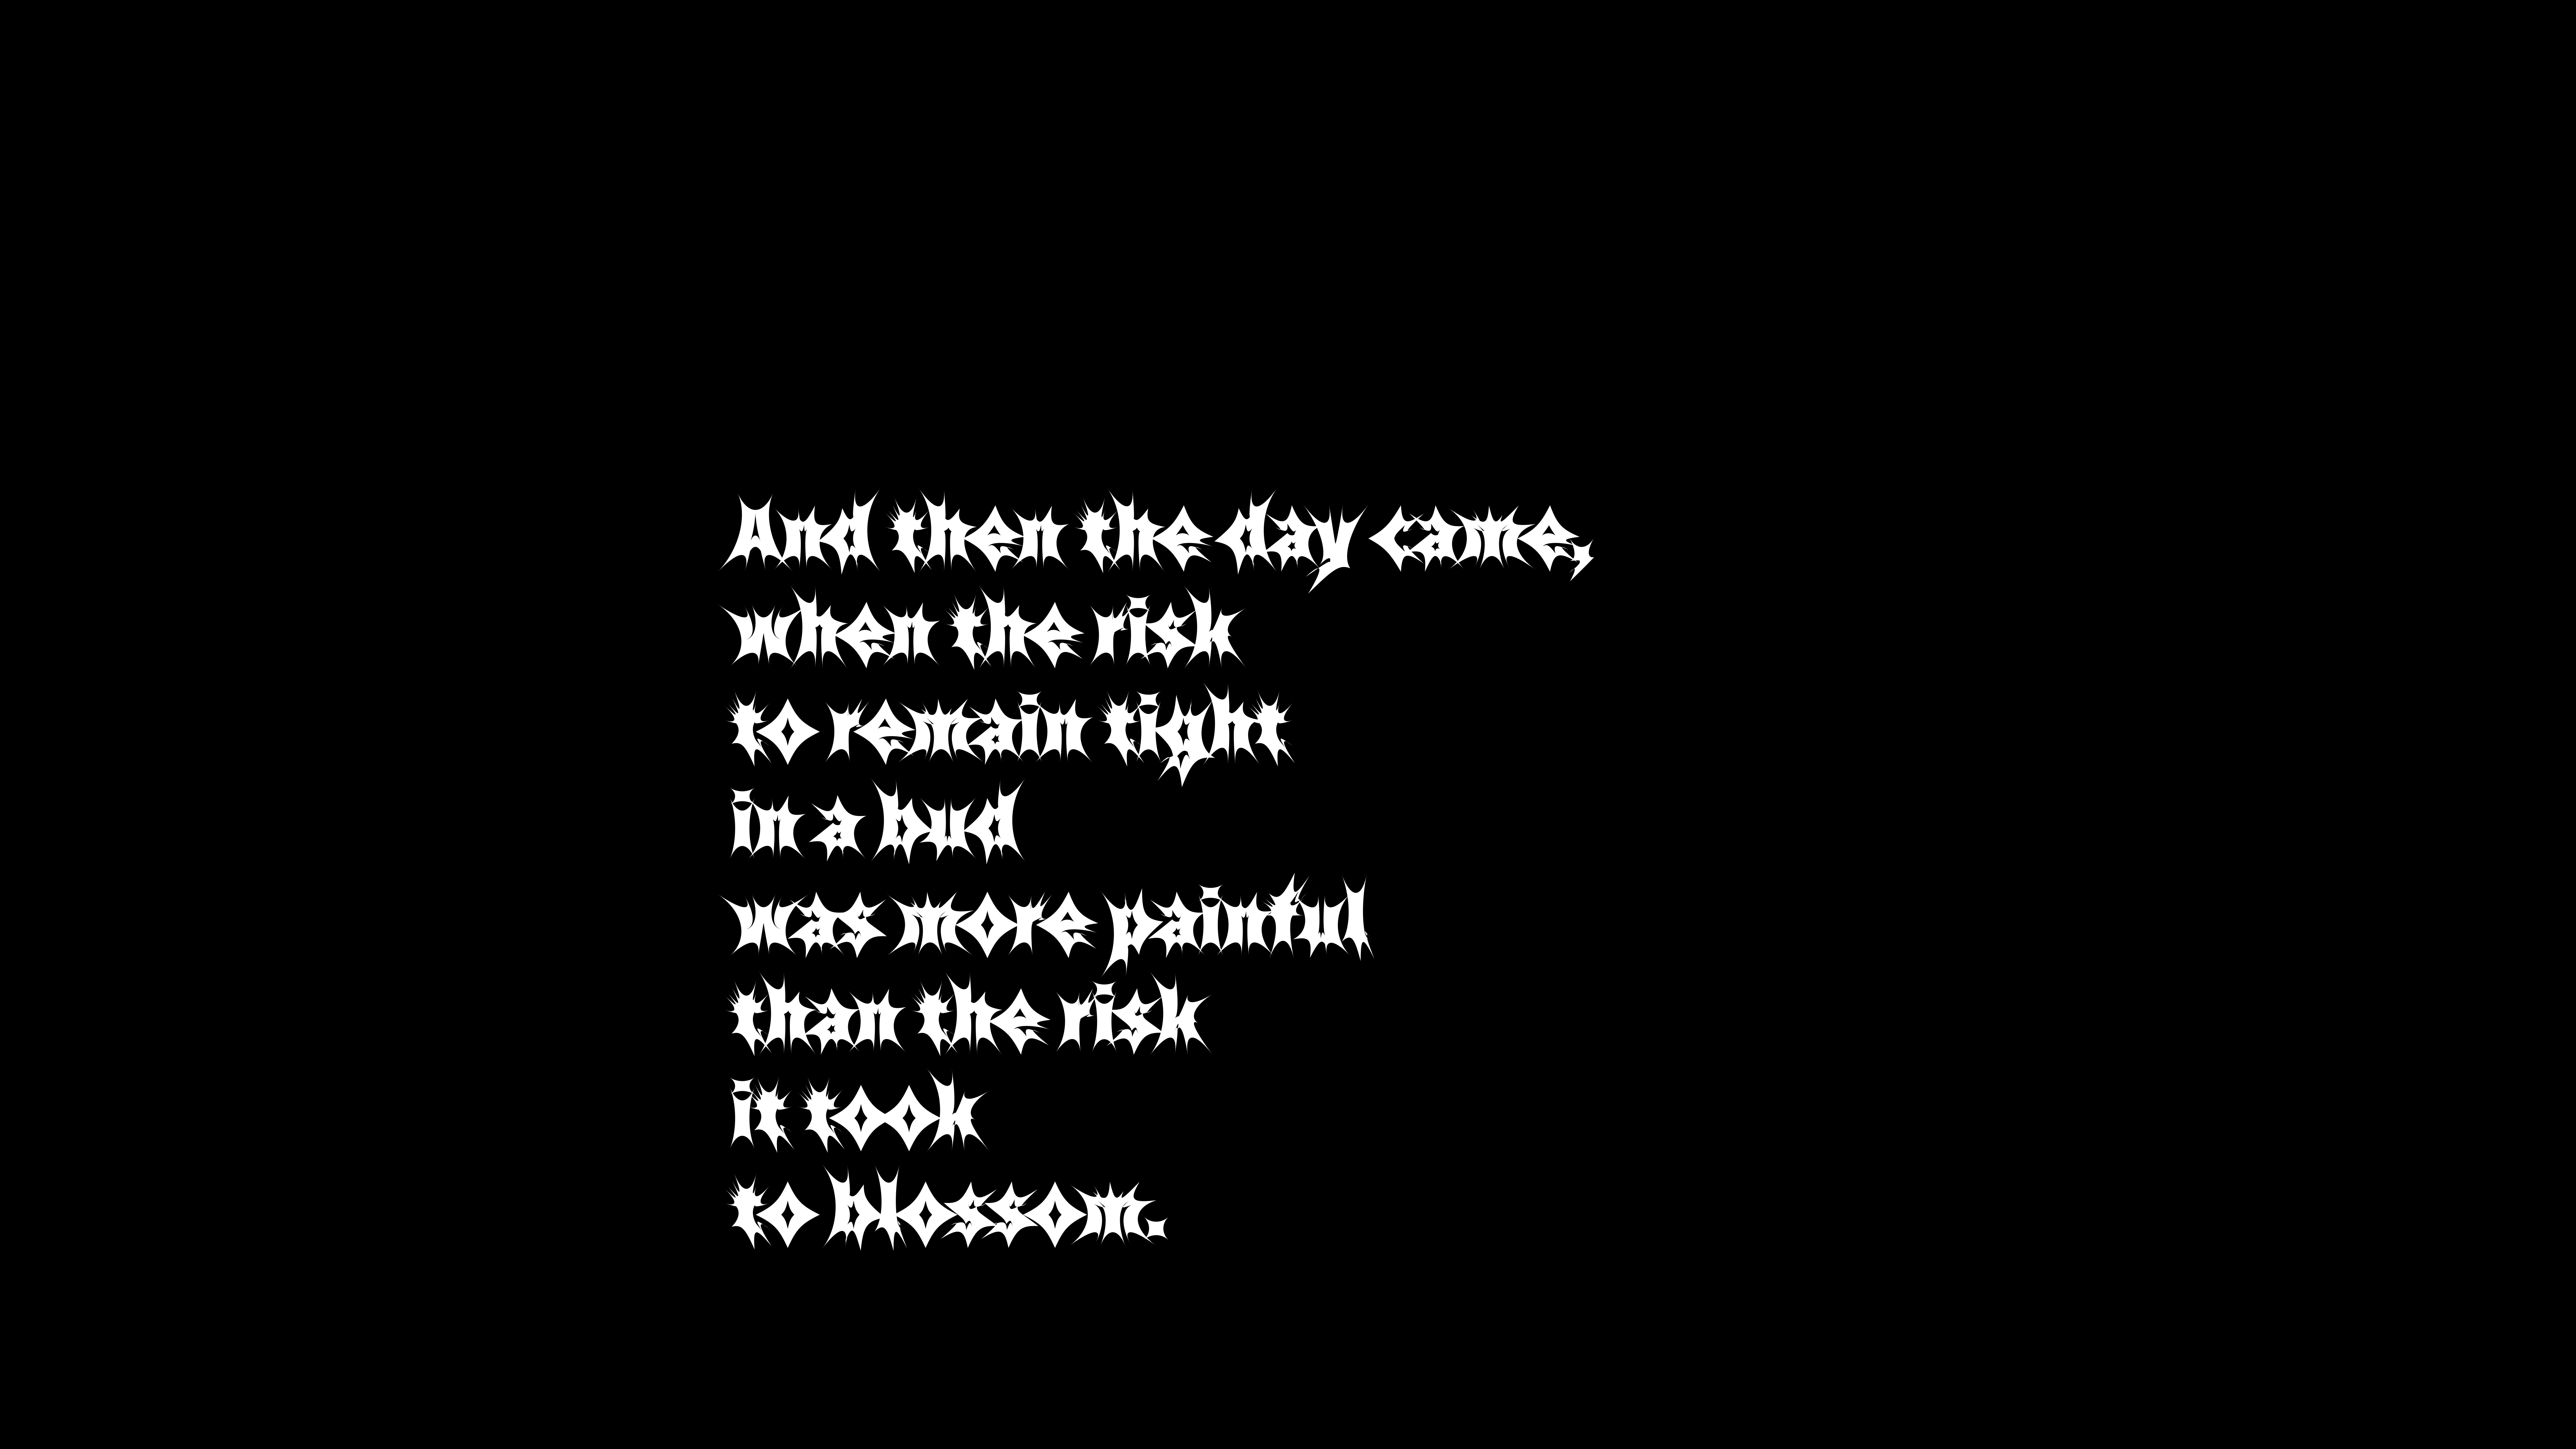 And then the day came,
when the risk
to remain tight
in a bud
was more painful
than the risk
it took
to blossom.